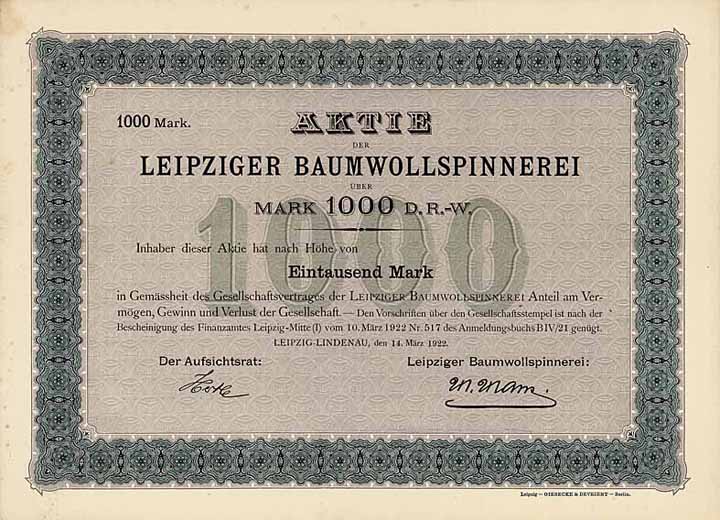 1000 Mark.
AKTIE
DER
LEIPZIGER BAUMWOLLSPINNEREI
ÜBER
MARK 1000 D. R.-W.
1000
Inhaber dieser Aktie hat nach Höhe von
Eintausend Mark
in Gemässheit des Gesellschaftsvertrages der LEIPZIGER BAUMWOLLSPINNEREI Anteil am Ver-
mögen, Gewinn und Verlust der Gesellschaft. — Den Vorschriften über den Gesellschaftsstempel ist nach der
Bescheinigung des Finanzamtes Leipzig-Mitte (I) vom 10. März 1922 Nr. 517 des Anmeldungsbuchs B IV/21 genügt.
LEIPZIG-LINDENAU, den 14. März 1922.
Der Aufsichtsrat: Leipziger Baumwollspinnerei:
Leipzig — GIESECKE & DEVRIENT — Berlin.